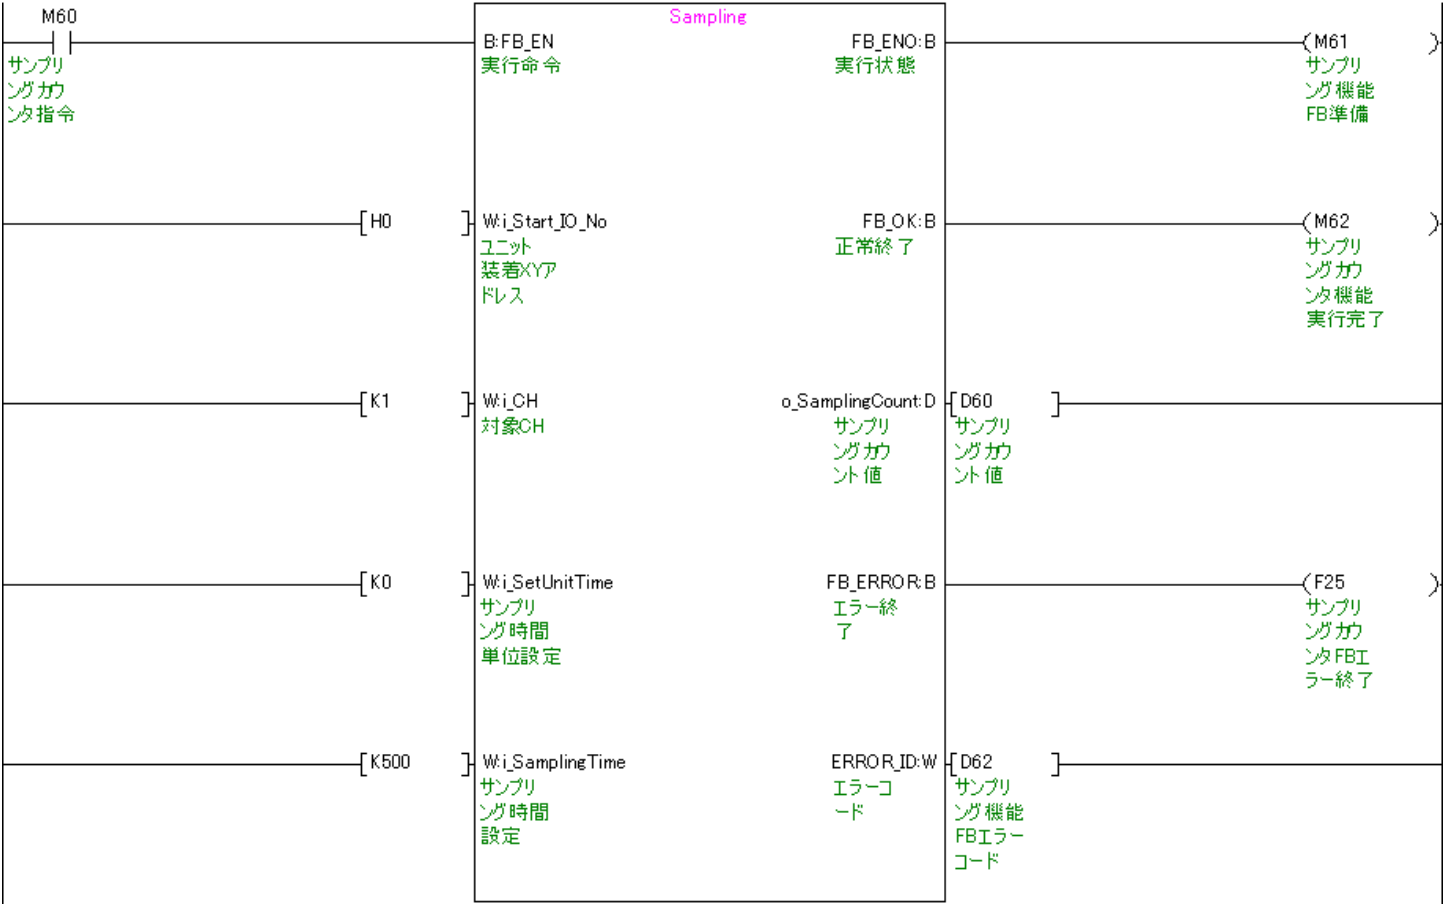 M60
Sampling
B:FB_EN
FB_ENO:B
M61
サンプリ
ングカウ
ンタ指令
実行命令
実行状態
サンプリ
ング機能
FB準備
H0
W:i_Start_IO_No
FB_OK:B
M62
ユニット
装着XYア
ドレス
正常終了
サンプリ
ングカウ
ンタ機能
実行完了
K1
W:i_CH
o_SamplingCount:D
D60
対象CH
サンプリ
ングカウ
ント値
サンプリ
ングカウ
ント値
K0
W:i_SetUnitTime
FB_ERROR:B
F25
サンプリ
ング時間
単位設定
エラー終
了
サンプリ
ングカウ
ンタFBエ
ラー終了
K500
W:i_SamplingTime
ERROR_ID:W
D62
サンプリ
ング時間
設定
エラーコ
ード
サンプリ
ング機能
FBエラー
コード